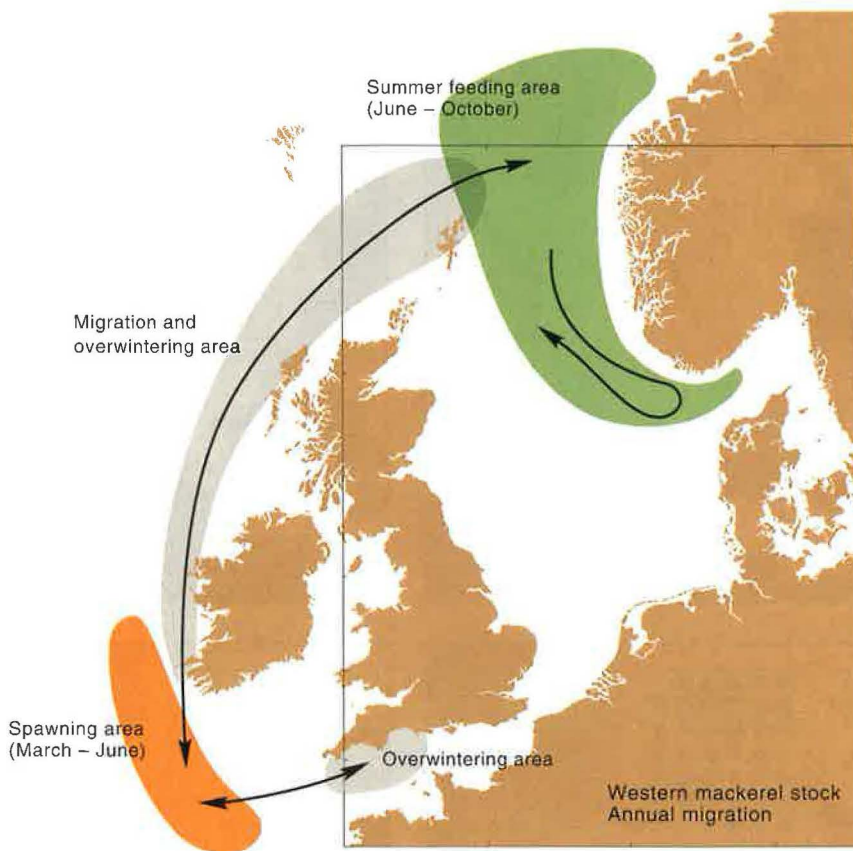 Summer feeding area
(June – October)
Migration and
overwintering area
Spawning area
(March – June)
Overwintering area
Western mackerel stock
Annual migration